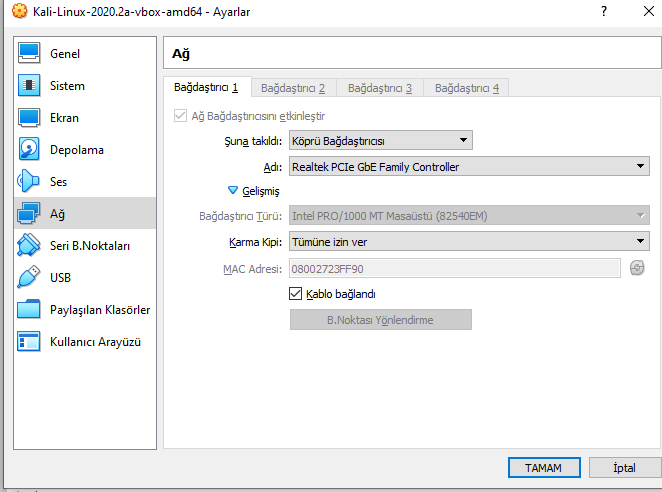 Kali-Linux-2020.2a-vbox-amd64 - Ayarlar
Genel
Sistem
Ekran
Depolama
Ses
Ağ
Seri B.Noktaları
USB
Paylaşılan Klasörler
Kullanıcı Arayüzü
Ağ
Bağdaştırıcı 1 Bağdaştırıcı 2 Bağdaştırıcı 3 Bağdaştırıcı 4
Ağ Bağdaştırıcısını etkinleştir
Şuna takıldı: Köprü Bağdaştırıcısı
Adı: Realtek PCIe GbE Family Controller
Gelişmiş
Bağdaştırıcı Türü: Intel PRO/1000 MT Masaüstü (82540EM)
Karma Kipi: Tümüne izin ver
MAC Adresi: 08002723FF90
Kablo bağlandı
B.Noktası Yönlendirme
TAMAM İptal